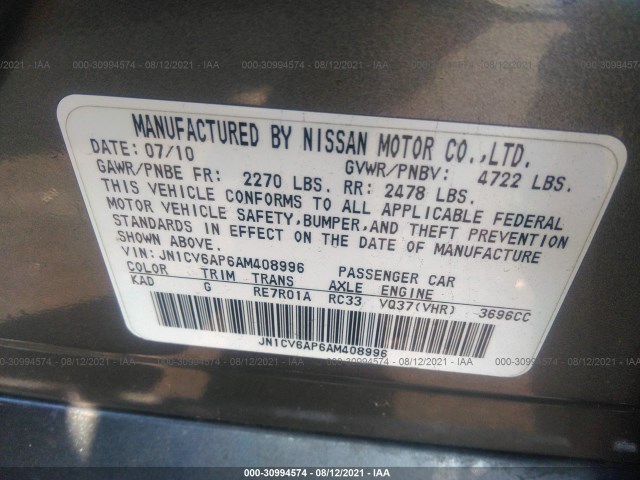 000-30994574 - 08/12/2021 - IAA
MANUFACTURED BY NISSAN MOTOR CO.,LTD.
DATE: 07/10 GVWR/PNBV: 4722 LBS.
GAWR/PNBE FR: 2270 LBS. RR: 2478 LBS.
THIS VEHICLE CONFORMS TO ALL APPLICABLE FEDERAL
MOTOR VEHICLE SAFETY,BUMPER,AND THEFT PREVENTION
STANDARDS IN EFFECT ON THE DATE OF MANUFACTURE
SHOWN ABOVE.
VIN: JN1CV6AP6AM408996 PASSENGER CAR
COLOR TRIM TRANS AXLE ENGINE
KAD G RE7R01A RC33 VQ37(VHR) 3696CC
JN1CV6AP6AM408996
000-30994574 - 08/12/2021 - IAA